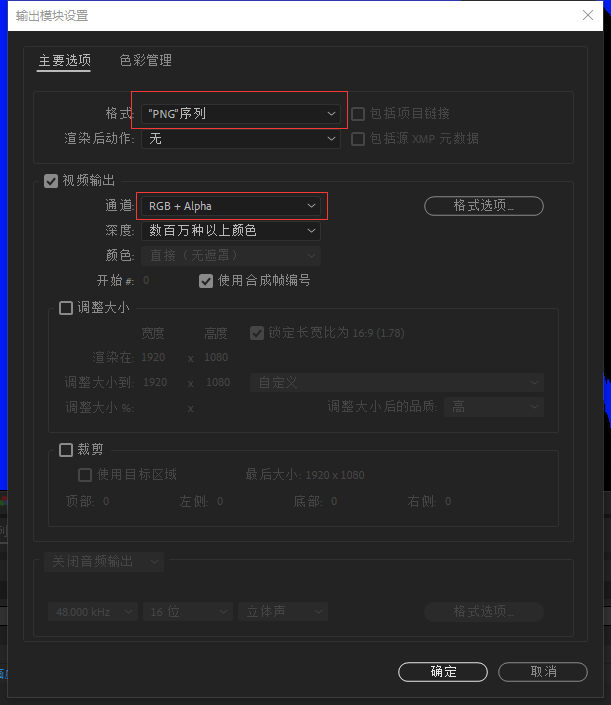 输出模块设置
主要选项 色彩管理
格式: "PNG"序列 包括项目链接
渲染后动作: 无 包括源 XMP 元数据
视频输出
通道: RGB + Alpha 格式选项...
深度: 数百万种以上颜色
颜色: 直接（无遮罩）
开始 #: 0 使用合成帧编号
调整大小
宽度 高度 锁定长宽比为 16:9 (1.78)
渲染在: 1920 x 1080
调整大小到: 1920 x 1080 自定义
调整大小 %: x 调整大小后的品质: 高
裁剪
使用目标区域 最后大小: 1920 x 1080
顶部: 0 左侧: 0 底部: 0 右侧: 0
关闭音频输出
48.000 kHz 16 位 立体声 格式选项...
确定 取消